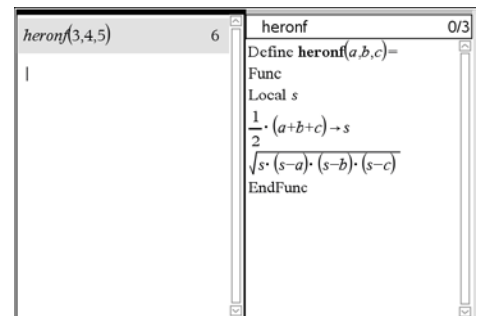 heronf(3,4,5) 6
heronf 0/3
Define heronf(a,b,c)=
Func
Local s
1/2·(a+b+c)→s
√(s·(s−a)·(s−b)·(s−c))
EndFunc